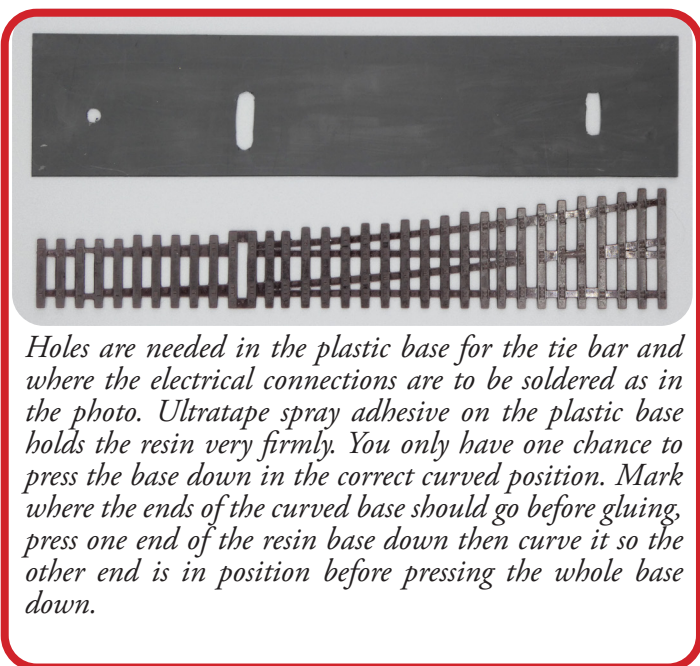 Holes are needed in the plastic base for the tie bar and
where the electrical connections are to be soldered as in
the photo. Ultratape spray adhesive on the plastic base
holds the resin very firmly. You only have one chance to
press the base down in the correct curved position. Mark
where the ends of the curved base should go before gluing,
press one end of the resin base down then curve it so the
other end is in position before pressing the whole base
down.